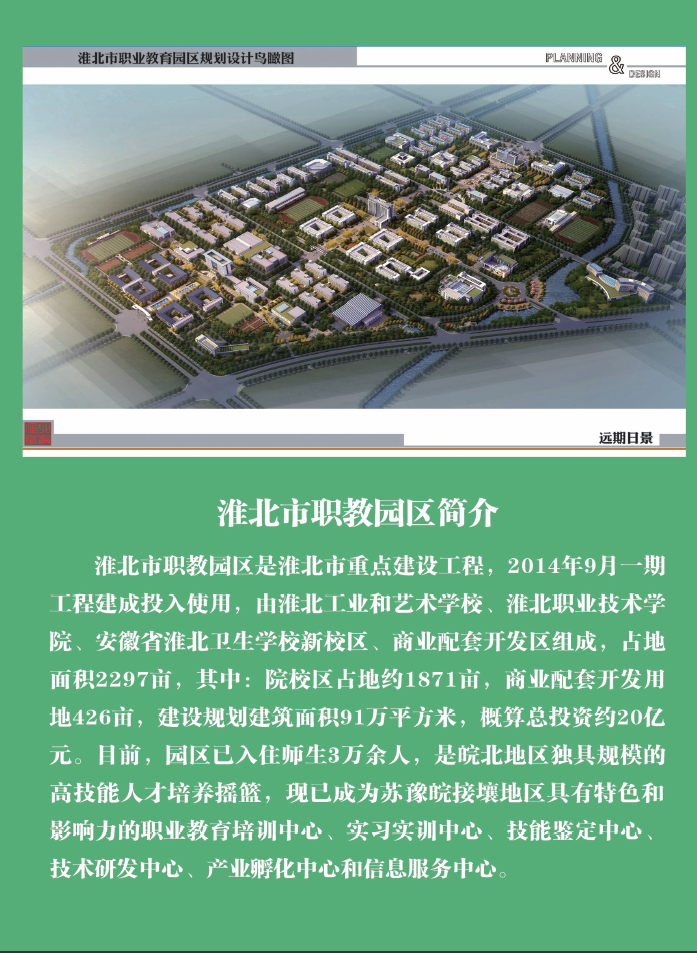 淮北市职业教育园区规划设计鸟瞰图
PLANNING
&
DESIGN
远期日景
淮北市职教园区简介
淮北市职教园区是淮北市重点建设工程，2014年9月一期
工程建成投入使用，由淮北工业和艺术学校、淮北职业技术学
院、安徽省淮北卫生学校新校区、商业配套开发区组成，占地
面积2297亩，其中：院校区占地约1871亩，商业配套开发用
地426亩，建设规划建筑面积91万平方米，概算总投资约20亿
元。目前，园区已入住师生3万余人，是皖北地区独具规模的
高技能人才培养摇篮，现已成为苏豫皖接壤地区具有特色和
影响力的职业教育培训中心、实习实训中心、技能鉴定中心、
技术研发中心、产业孵化中心和信息服务中心。